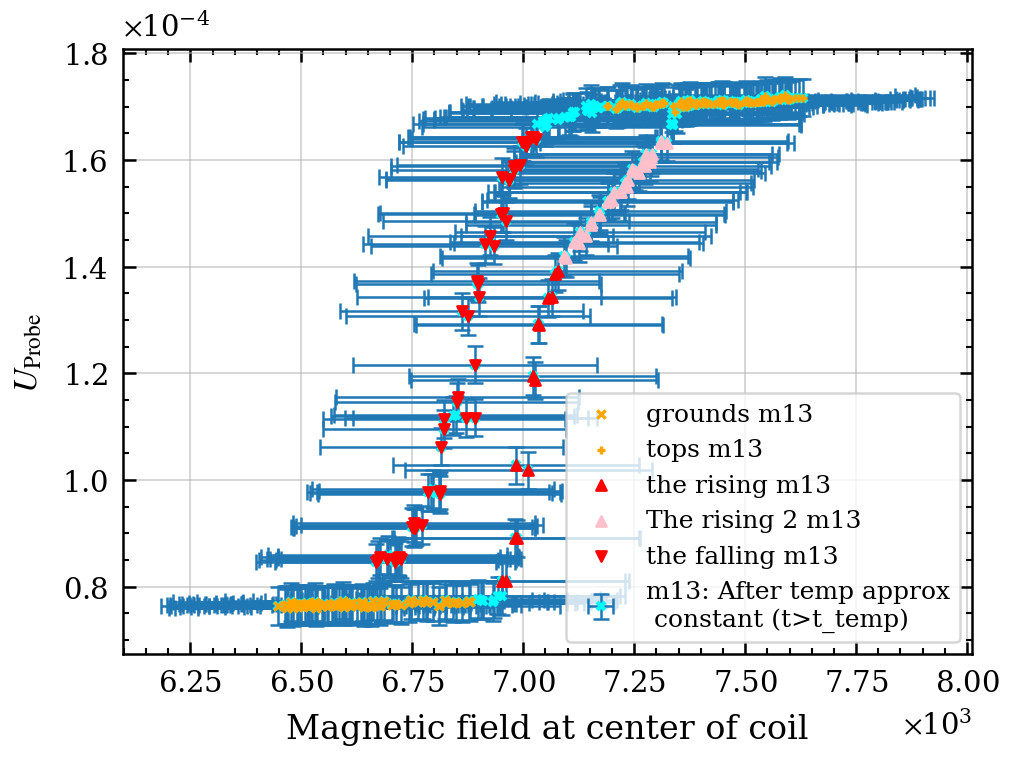 ×10⁻⁴
1.8
1.6
1.4
1.2
1.0
0.8
U_Probe
6.25 6.50 6.75 7.00 7.25 7.50 7.75 8.00
×10³
Magnetic field at center of coil
grounds m13
tops m13
the rising m13
The rising 2 m13
the falling m13
m13: After temp approx
constant (t>t_temp)